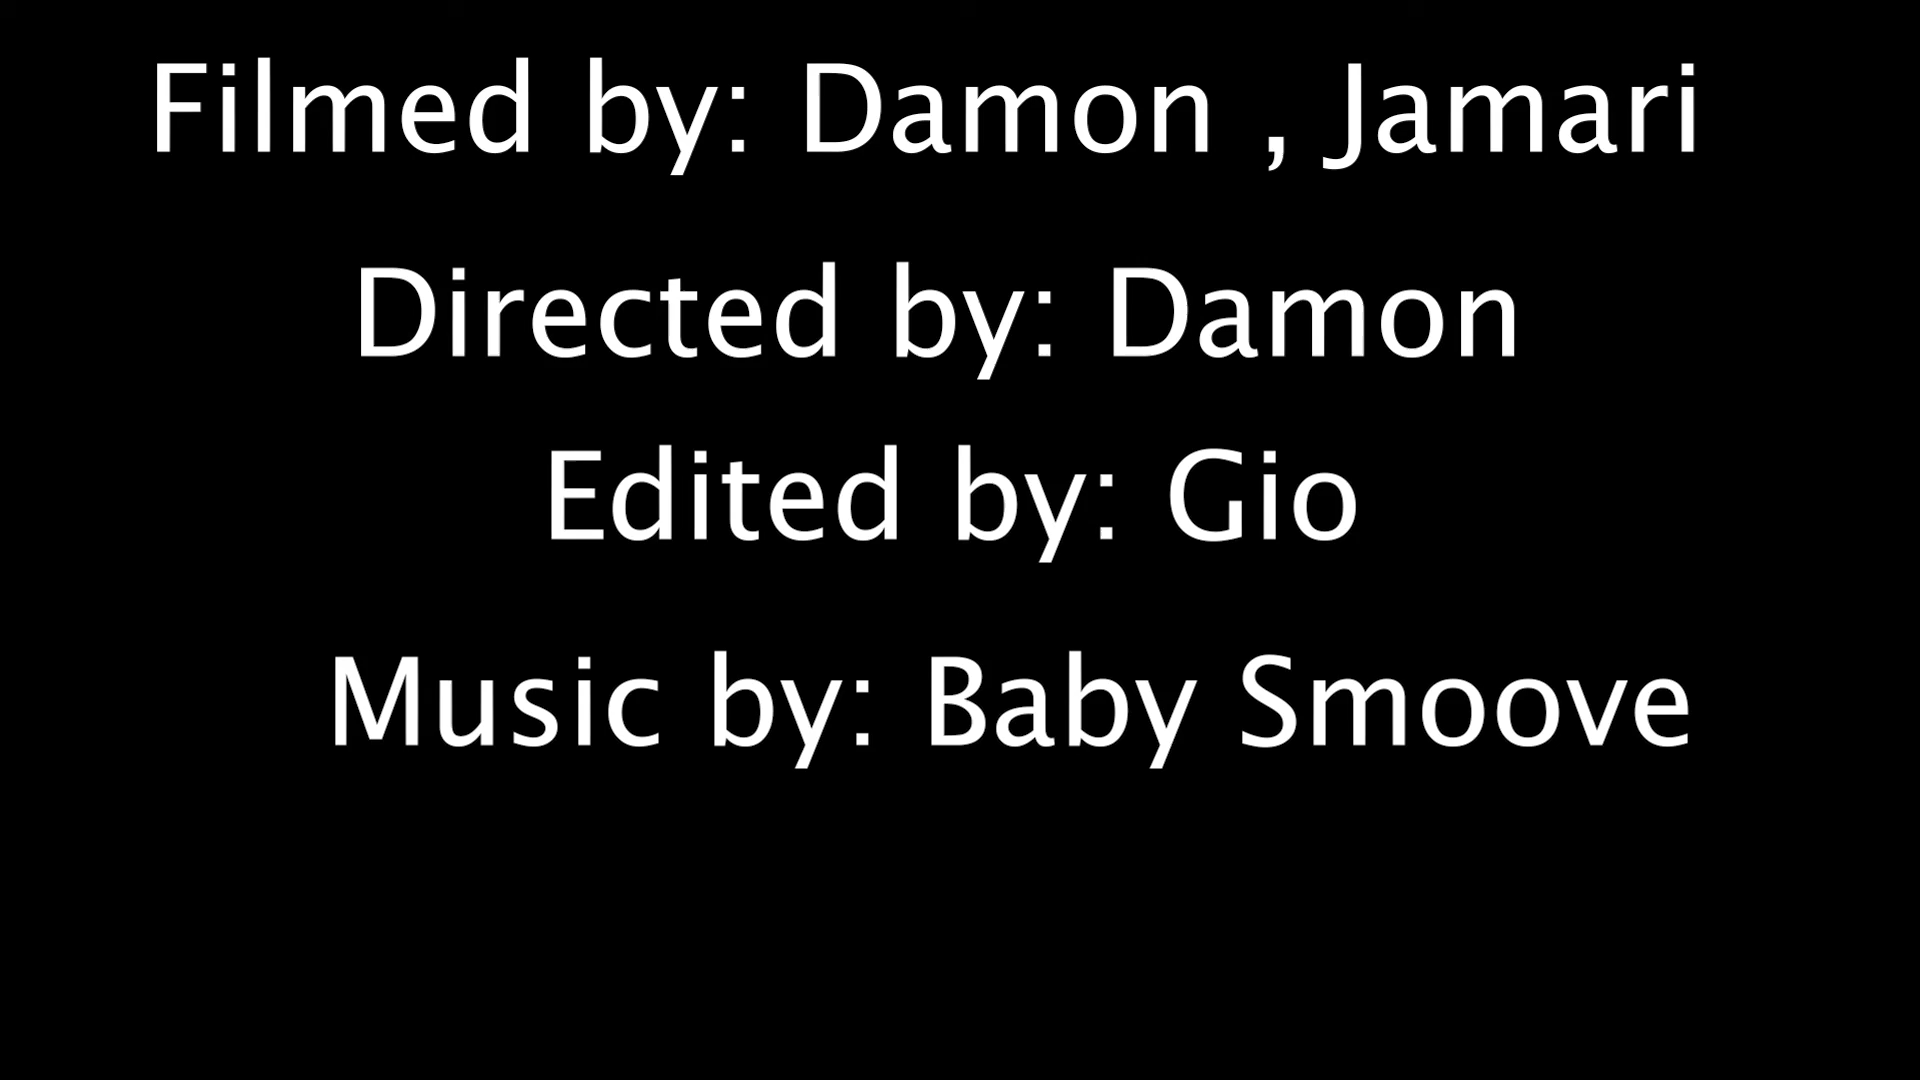 Filmed by: Damon , Jamari
Directed by: Damon
Edited by: Gio
Music by: Baby Smoove